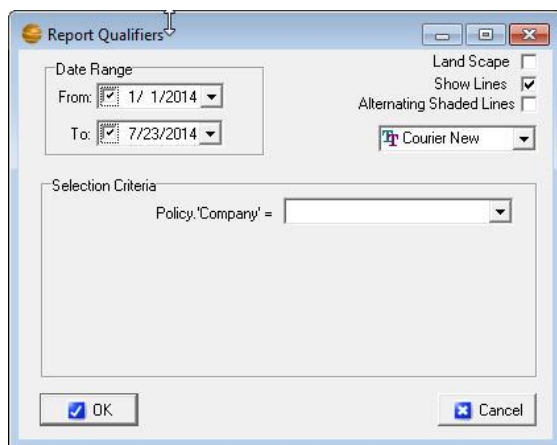 Report Qualifiers
Date Range
From: 1/ 1/2014
To: 7/23/2014
Land Scape
Show Lines
Alternating Shaded Lines
Courier New
Selection Criteria
Policy.'Company' =
OK
Cancel